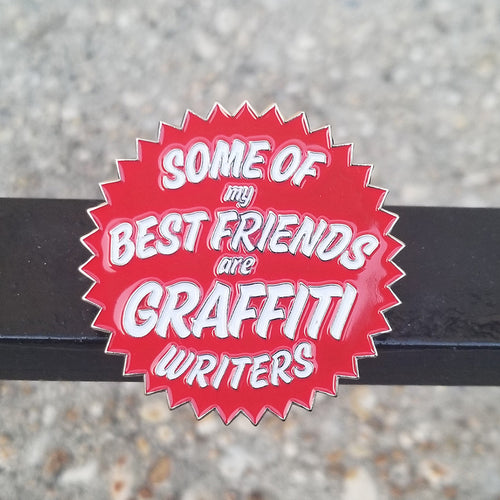 SOME OF
my
BEST FRIENDS
are
GRAFFITI
WRITERS